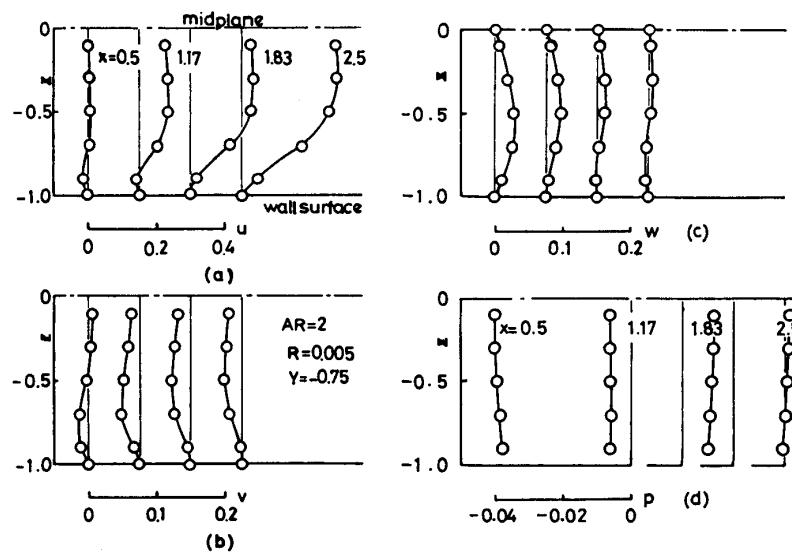 0
midplane
x=0.5
1.17
1.83
2.5
z
-0.5
-1.0
wall surface
0
0.2
0.4
u
(a)
0
z
-0.5
-1.0
AR=2
R=0.005
Y=-0.75
0
0.1
0.2
v
(b)
0
z
-0.5
-1.0
0
0.1
0.2
w
(c)
0
x=0.5
1.17
1.83
2.
z
-0.5
-1.0
-0.04
-0.02
0
p
(d)